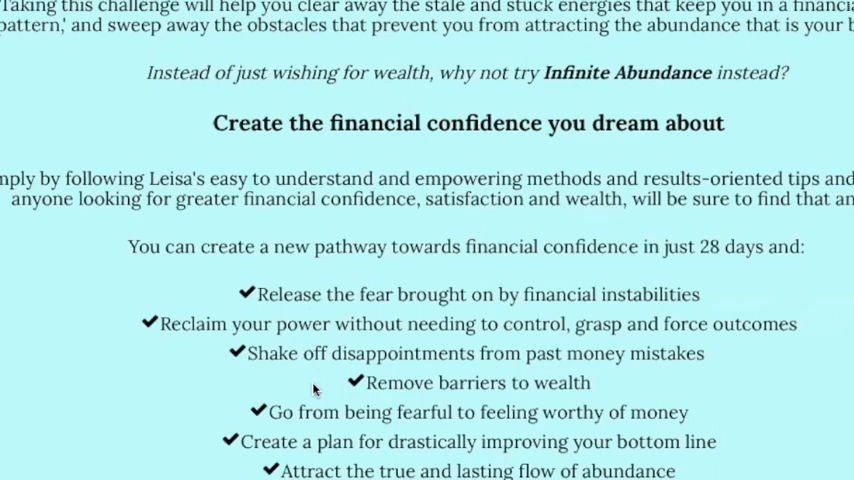 Taking this challenge will help you clear away the stale and stuck energies that keep you in a
pattern,' and sweep away the obstacles that prevent you from attracting the abundance that is your
Instead of just wishing for wealth, why not try Infinite Abundance instead?
Create the financial confidence you dream about
by following Leisa's easy to understand and empowering methods and results-oriented tips and
anyone looking for greater financial confidence, satisfaction and wealth, will be sure to find that
You can create a new pathway towards financial confidence in just 28 days and:
✔Release the fear brought on by financial instabilities
✔Reclaim your power without needing to control, grasp and force outcomes
✔Shake off disappointments from past money mistakes
✔Remove barriers to wealth
✔Go from being fearful to feeling worthy of money
✔Create a plan for drastically improving your bottom line
✔Attract the true and lasting flow of abundance